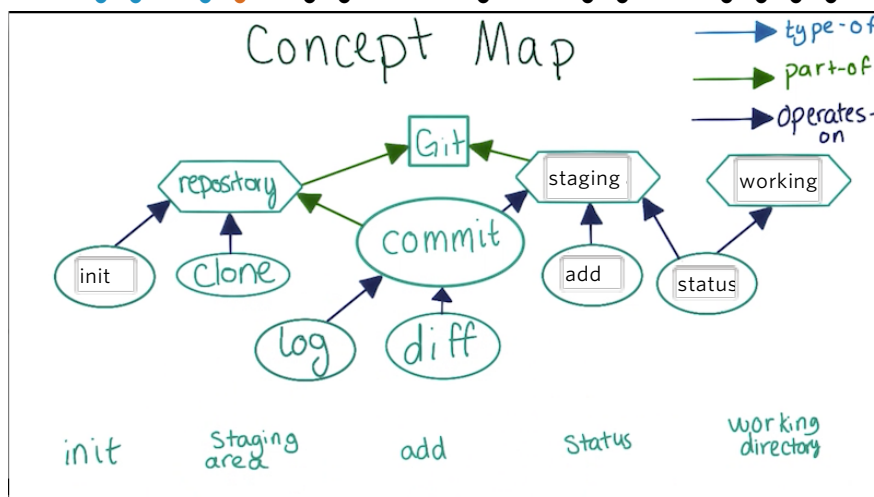 Concept Map
type-of
part-of
operates-
on
Git
repository
staging
working
commit
init
clone
add
status
log
diff
init
Staging
area
add
Status
working
directory